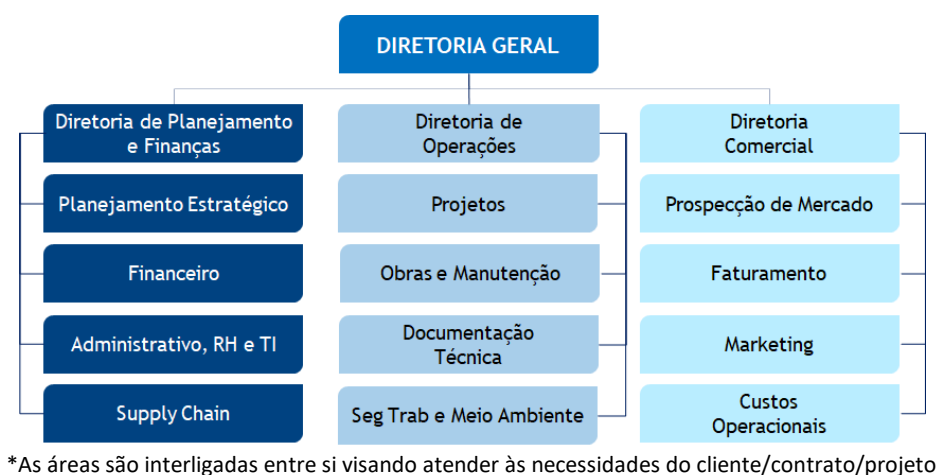 DIRETORIA GERAL
Diretoria de Planejamento
e Finanças
Planejamento Estratégico
Financeiro
Administrativo, RH e TI
Supply Chain
Diretoria de
Operações
Projetos
Obras e Manutenção
Documentação
Técnica
Seg Trab e Meio Ambiente
Diretoria
Comercial
Prospecção de Mercado
Faturamento
Marketing
Custos
Operacionais
*As áreas são interligadas entre si visando atender às necessidades do cliente/contrato/projeto